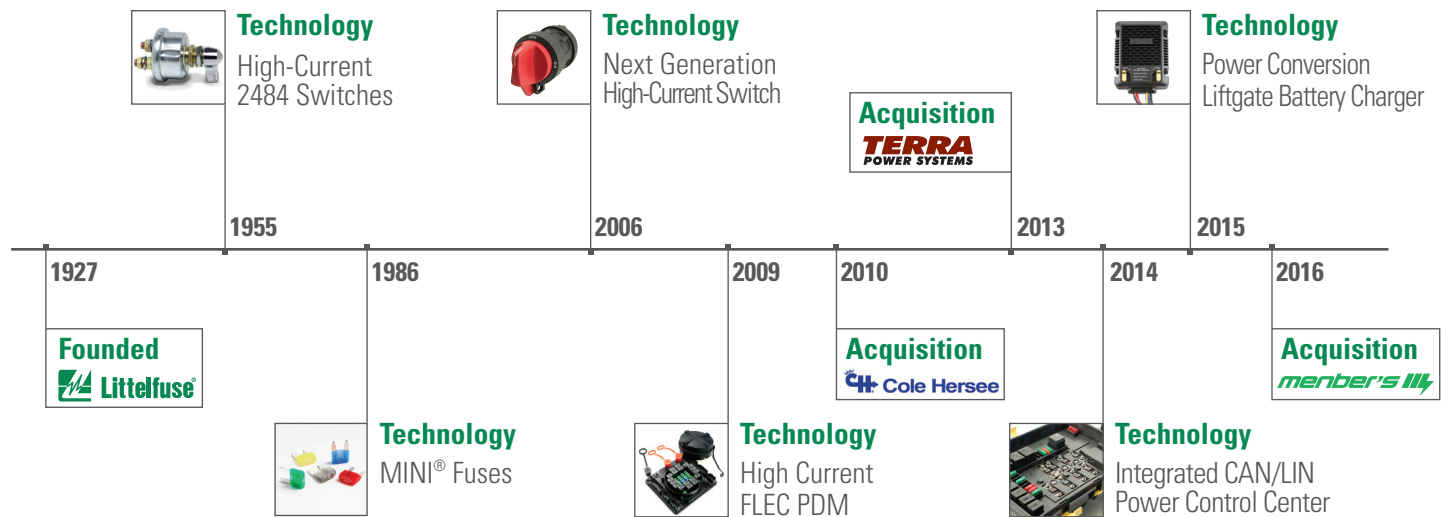 Technology
High-Current
2484 Switches
Technology
Next Generation
High-Current Switch
Acquisition
TERRA
POWER SYSTEMS
Technology
Power Conversion
Liftgate Battery Charger
1955
2006
2013
2015
1927
1986
2009
2010
2014
2016
Founded
Littelfuse®
Acquisition
CH Cole Hersee
Acquisition
menber's
Technology
MINI® Fuses
Technology
High Current
FLEC PDM
Technology
Integrated CAN/LIN
Power Control Center